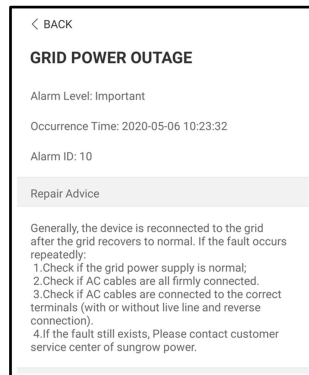 < BACK
GRID POWER OUTAGE
Alarm Level: Important
Occurrence Time: 2020-05-06 10:23:32
Alarm ID: 10
Repair Advice
Generally, the device is reconnected to the grid
after the grid recovers to normal. If the fault occurs
repeatedly:
1.Check if the grid power supply is normal;
2.Check if AC cables are all firmly connected.
3.Check if AC cables are connected to the correct
terminals (with or without live line and reverse
connection).
4.If the fault still exists, Please contact customer
service center of sungrow power.